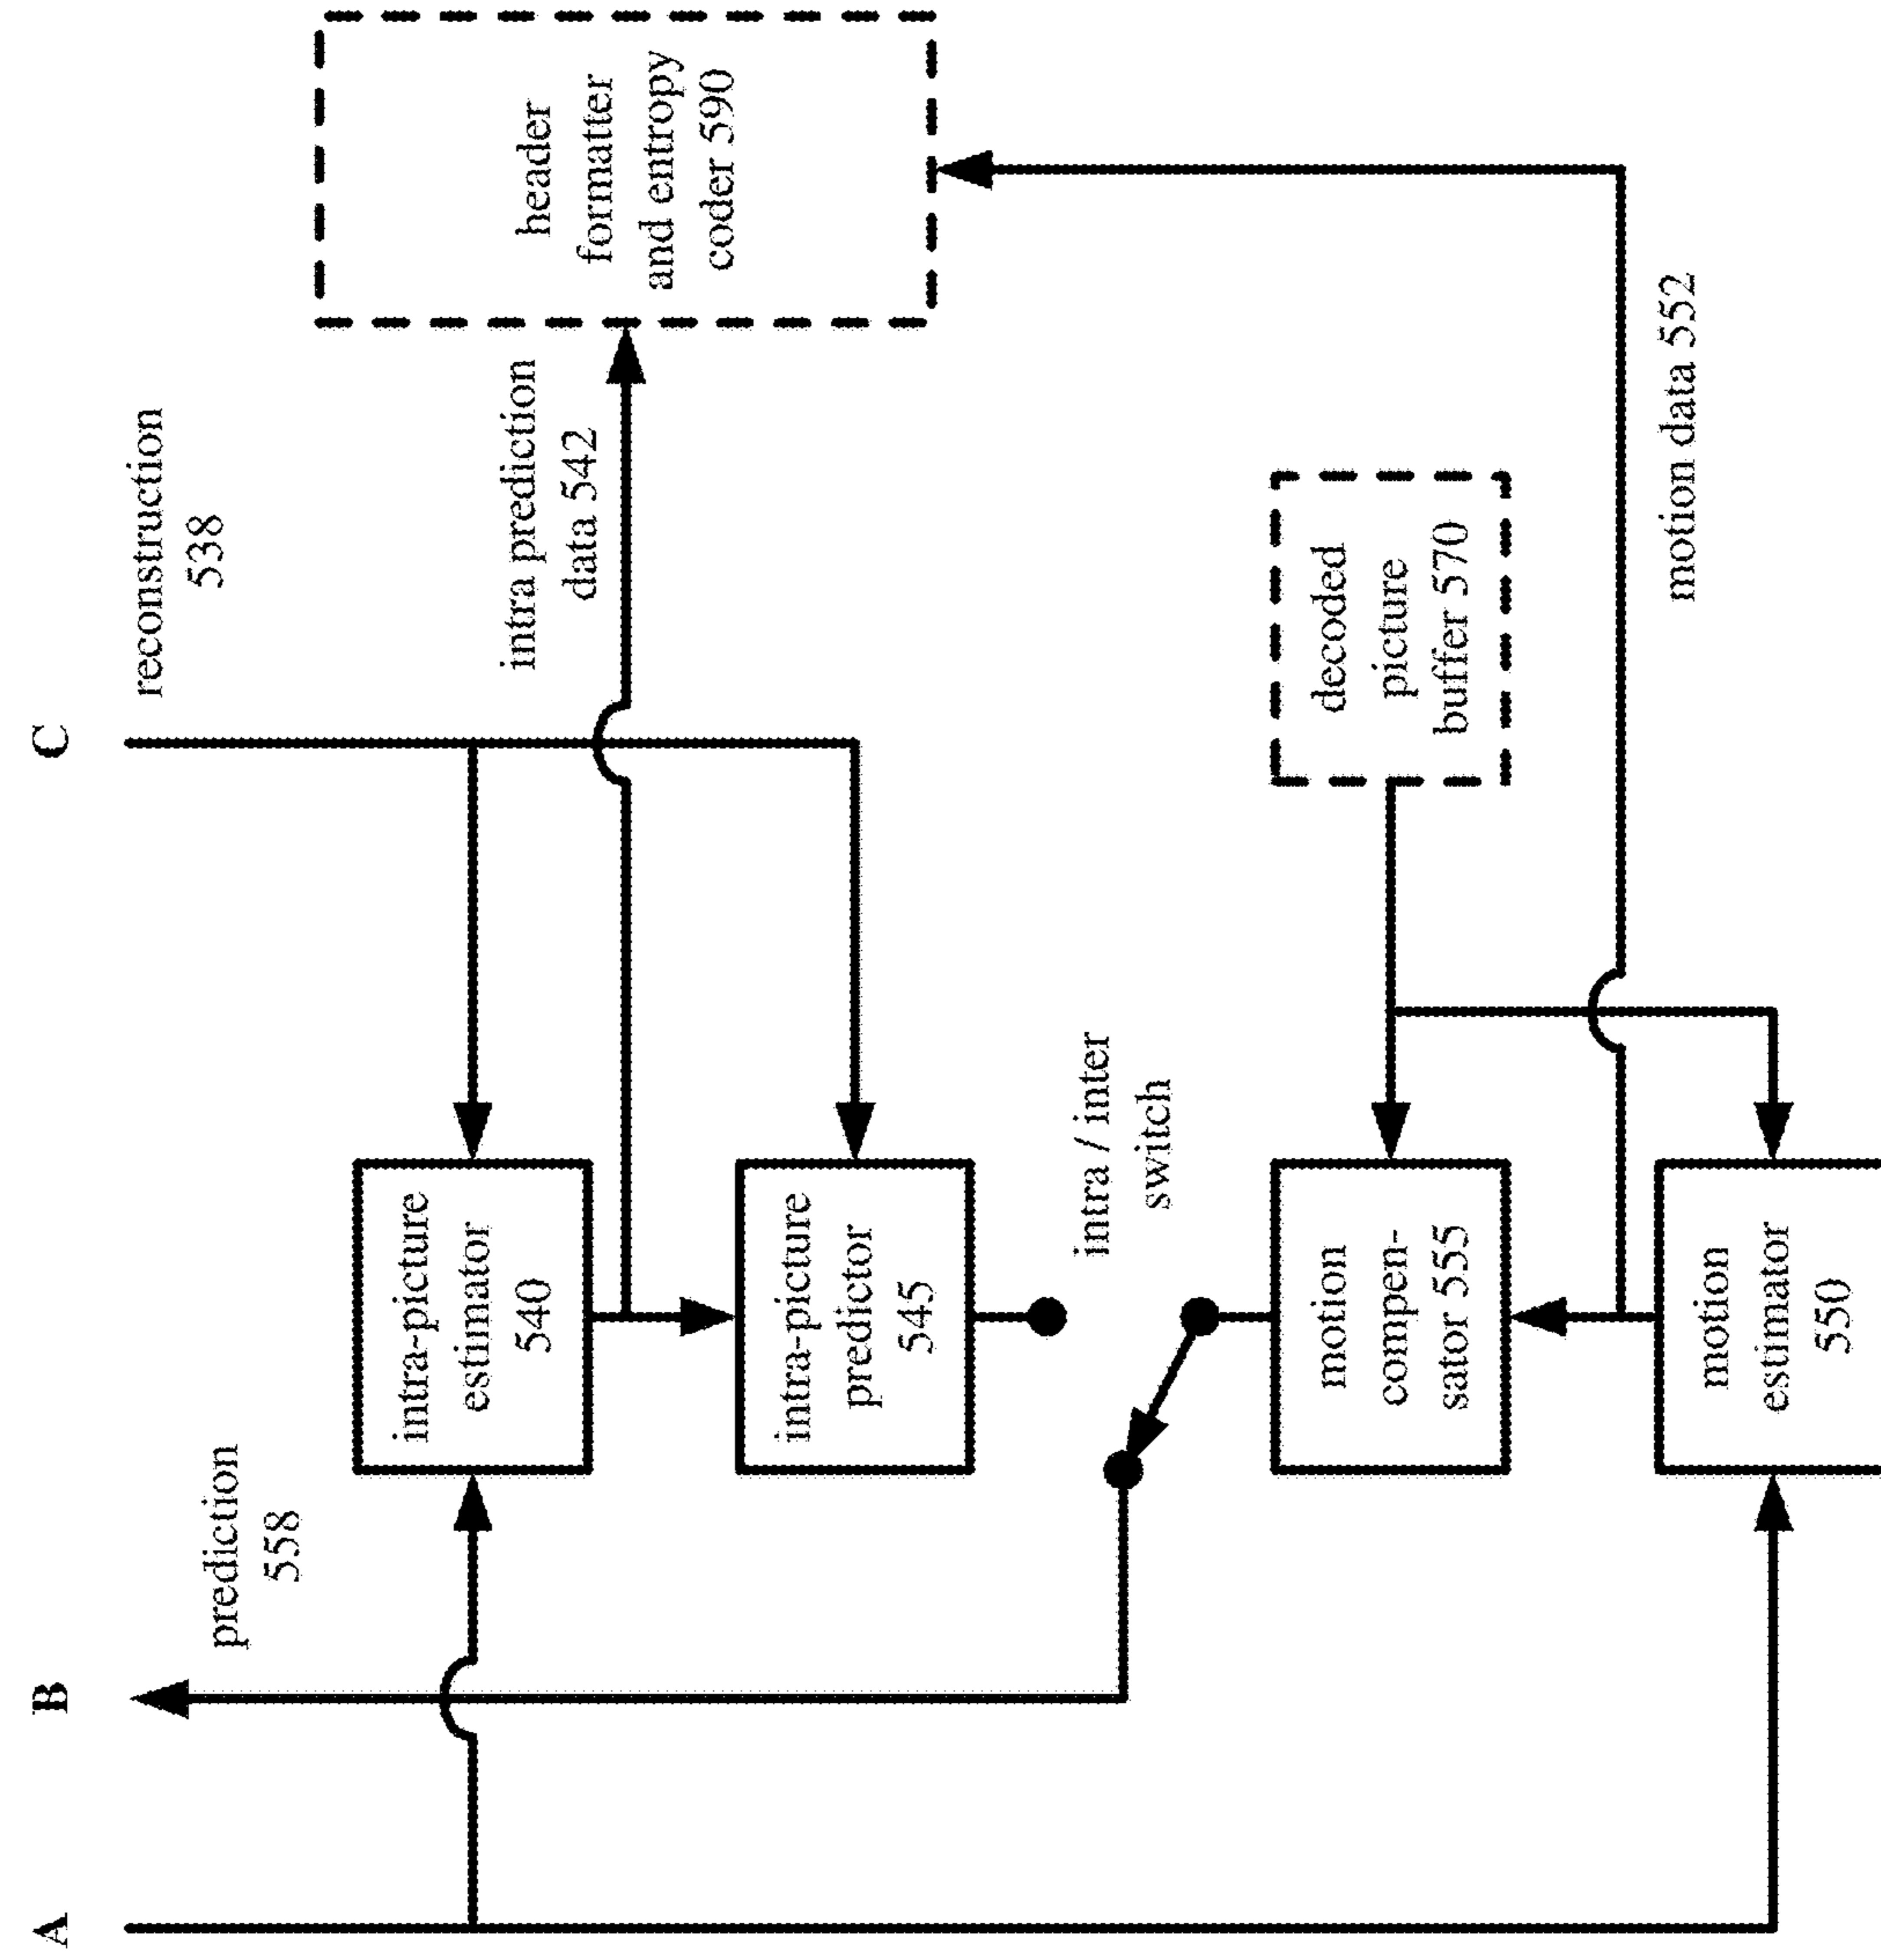 A
B
C
prediction
558
reconstruction
538
intra-picture
estimator
540
intra prediction
data 542
header
formatter
and entropy
coder 590
intra-picture
predictor
545
intra / inter
switch
motion
compen-
sator 555
decoded
picture
buffer 570
motion data 552
motion
estimator
550